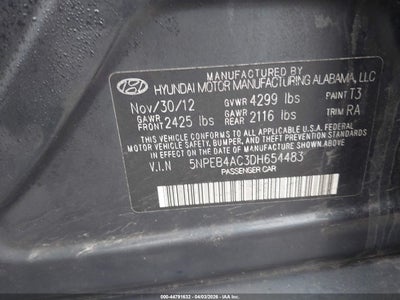 MANUFACTURED BY
HYUNDAI MOTOR MANUFACTURING ALABAMA, LLC
Nov/30/12 GVWR 4299 lbs PAINT T3
GAWR FRONT 2425 lbs GAWR REAR 2116 lbs TRIM RA
THIS VEHICLE CONFORMS TO ALL APPLICABLE U.S. FEDERAL
MOTOR VEHICLE SAFETY, BUMPER, AND THEFT PREVENTION
STANDARDS IN EFFECT ON THE DATE OF MANUFACTURE SHOWN ABOVE.
V.I.N 5NPEB4AC3DH654483
PASSENGER CAR
000-44791632 - 04/03/2026 - IAA Inc.